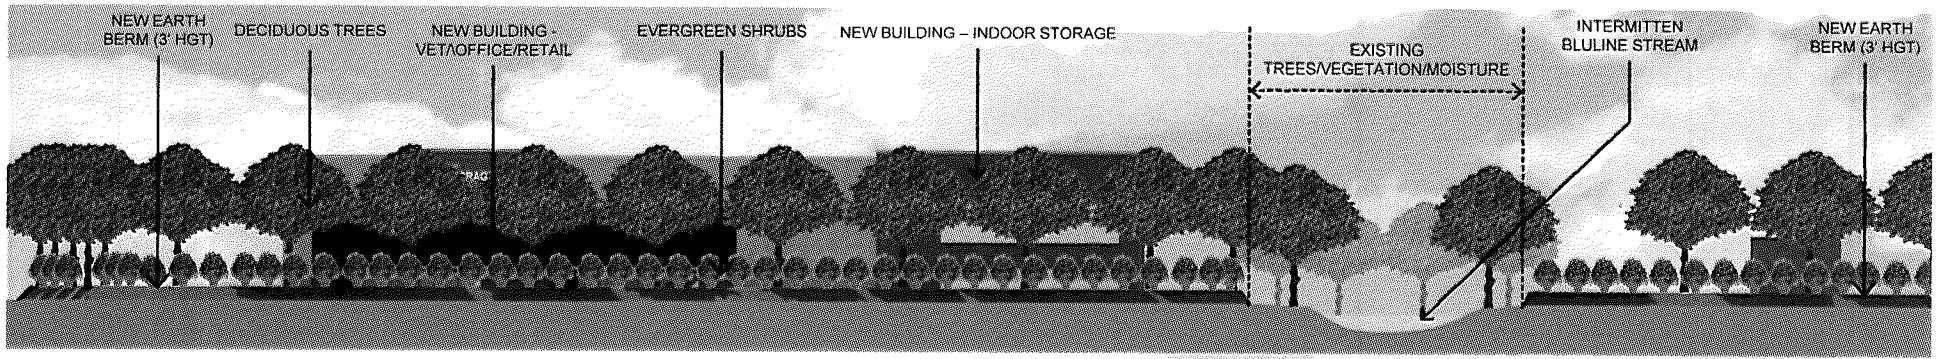 NEW EARTH
BERM (3' HGT)
DECIDUOUS TREES
NEW BUILDING -
VET/OFFICE/RETAIL
EVERGREEN SHRUBS
NEW BUILDING – INDOOR STORAGE
EXISTING
TREES/VEGETATION/MOISTURE
INTERMITTEN
BLULINE STREAM
NEW EARTH
BERM (3' HGT)